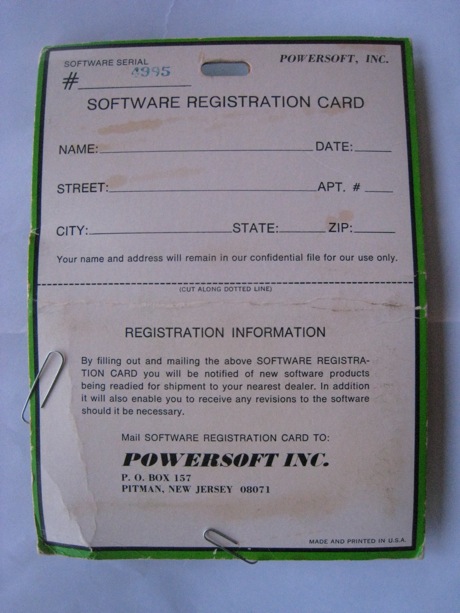 SOFTWARE SERIAL
# 4995
POWERSOFT, INC.
SOFTWARE REGISTRATION CARD
NAME: DATE:
STREET: APT. #
CITY: STATE: ZIP:
Your name and address will remain in our confidential file for our use only.
(CUT ALONG DOTTED LINE)
REGISTRATION INFORMATION
By filling out and mailing the above SOFTWARE REGISTRA-
TION CARD you will be notified of new software products
being readied for shipment to your nearest dealer. In addition
it will also enable you to receive any revisions to the software
should it be necessary.
Mail SOFTWARE REGISTRATION CARD TO:
POWERSOFT INC.
P. O. BOX 157
PITMAN, NEW JERSEY 08071
MADE AND PRINTED IN U.S.A.